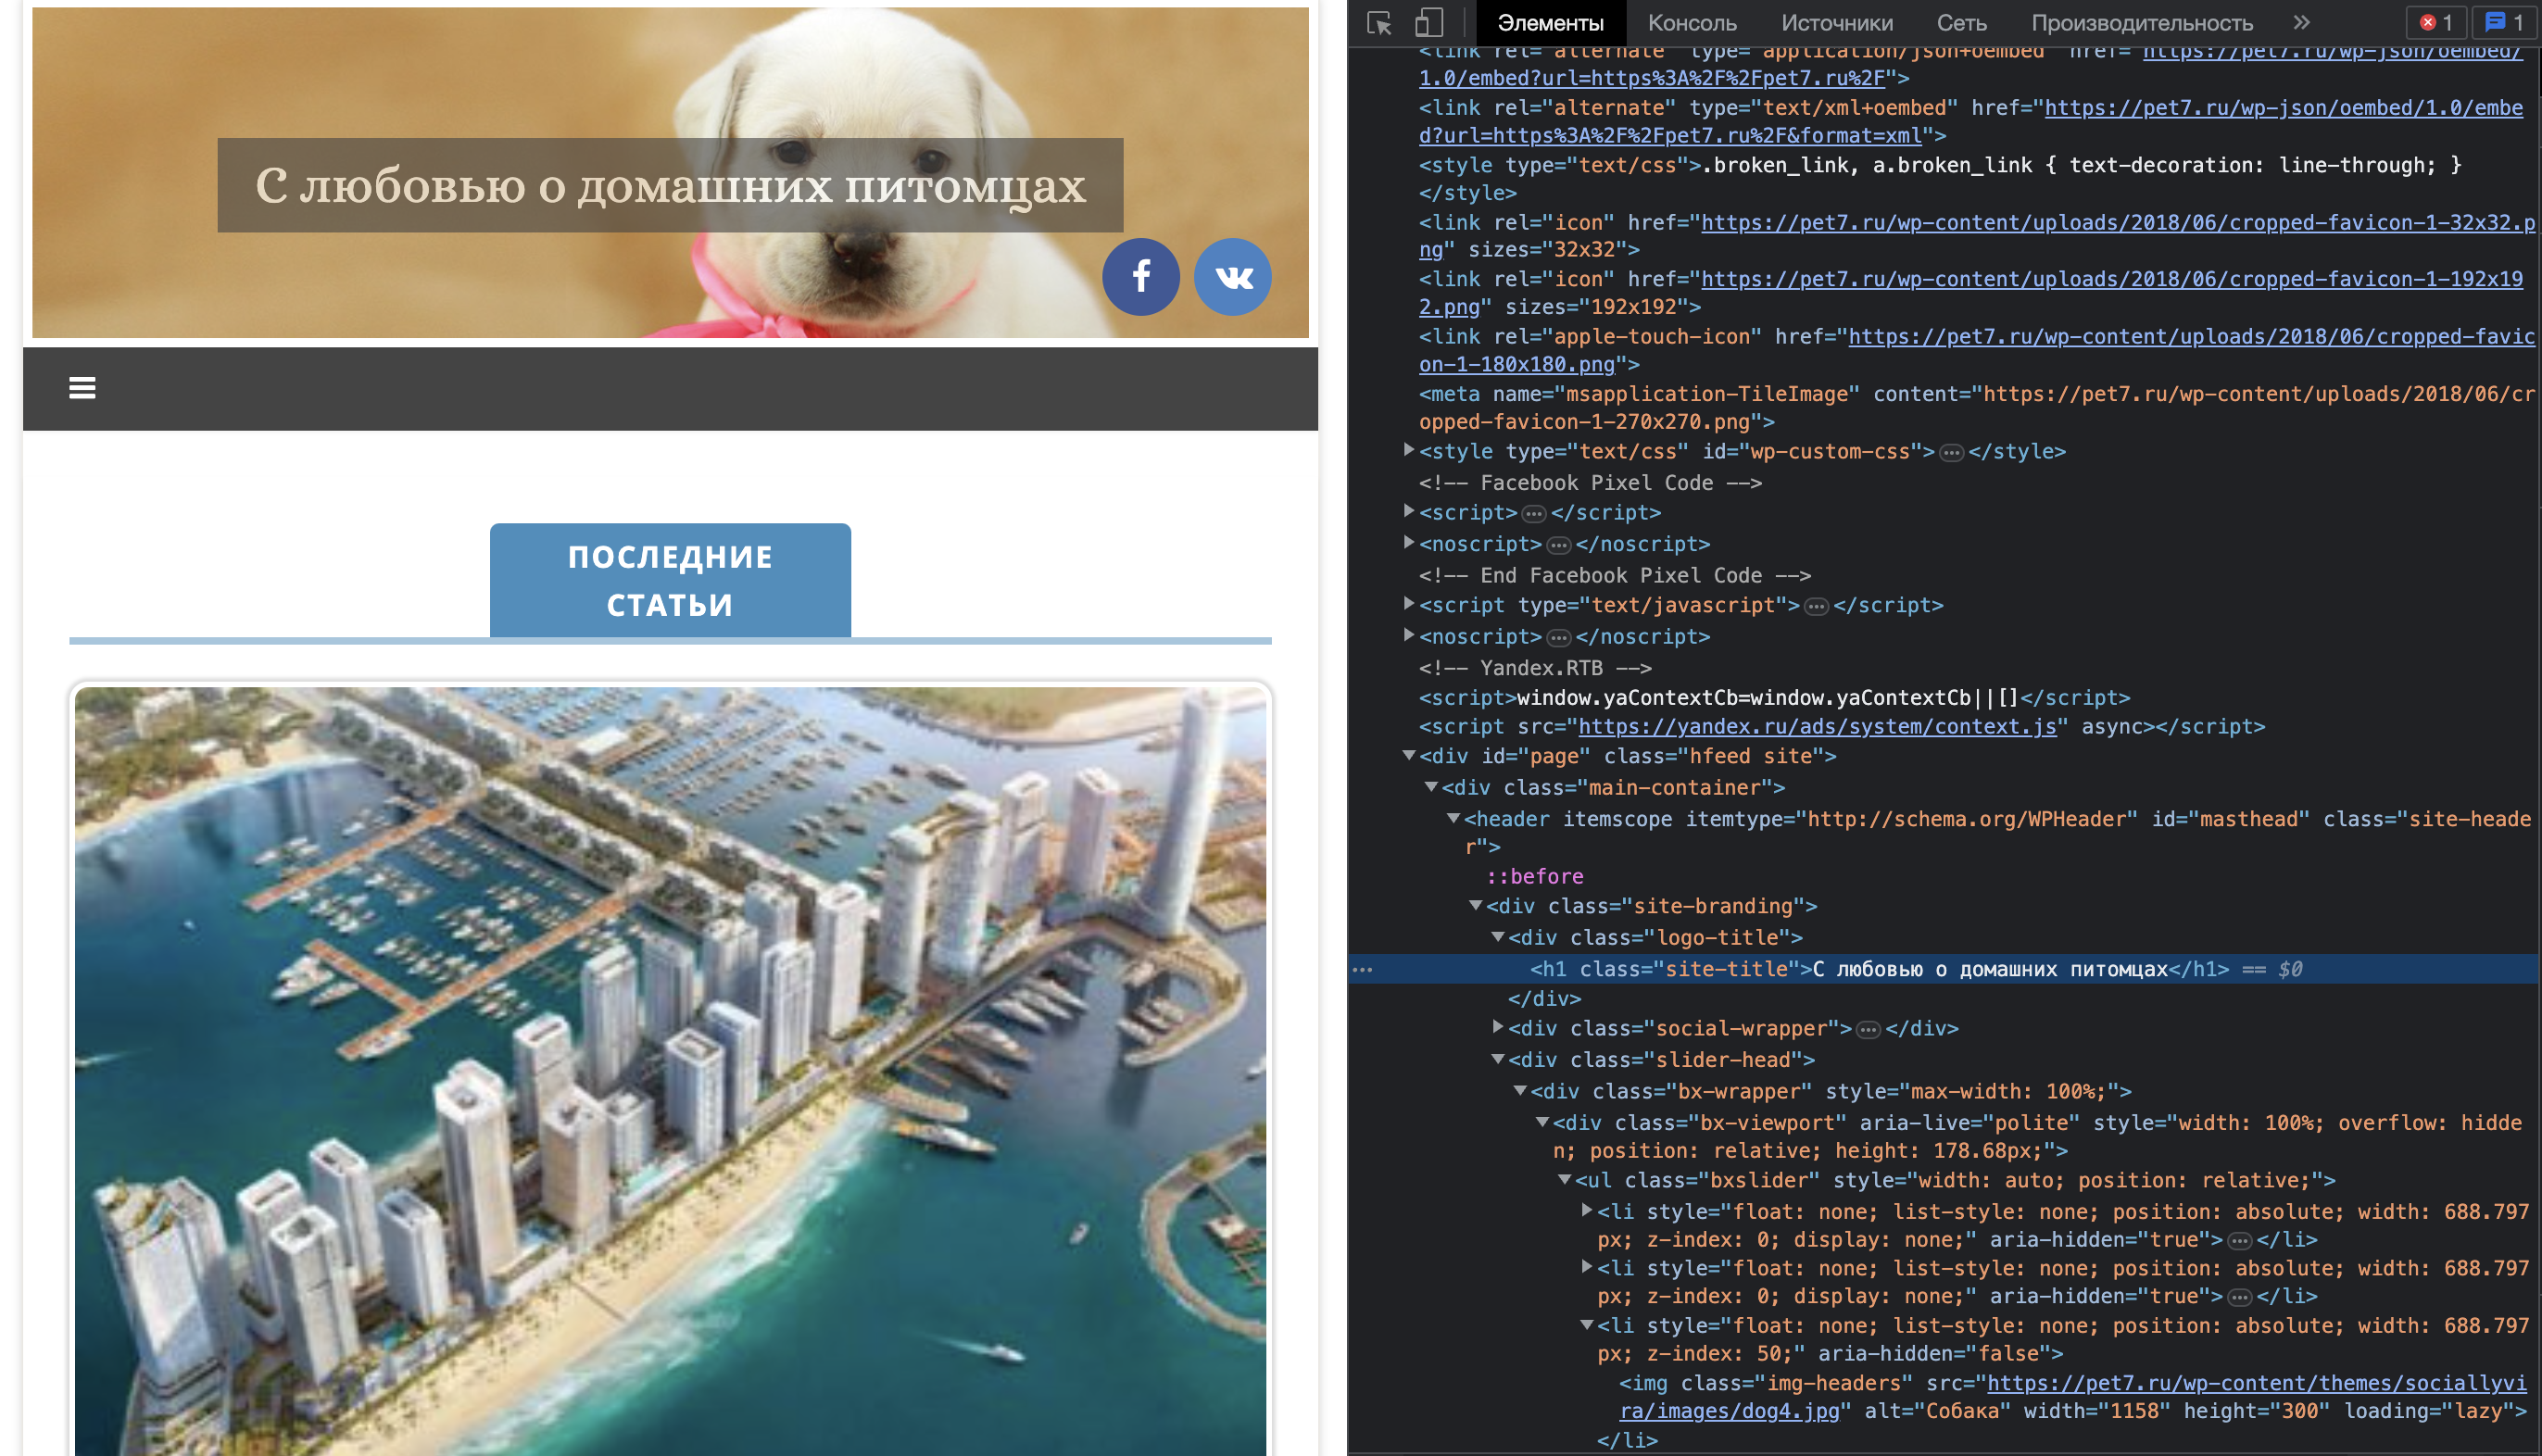 С любовью о домашних питомцах
ПОСЛЕДНИЕ
СТАТЬИ
Элементы Консоль Источники Сеть Производительность » 1 1
<link rel="alternate" type="application/json+oembed" href="https://pet7.ru/wp-json/oembed/
1.0/embed?url=https%3A%2F%2Fpet7.ru%2F">
<link rel="alternate" type="text/xml+oembed" href="https://pet7.ru/wp-json/oembed/1.0/embe
d?url=https%3A%2F%2Fpet7.ru%2F&format=xml">
<style type="text/css">.broken_link, a.broken_link { text-decoration: line-through; }
</style>
<link rel="icon" href="https://pet7.ru/wp-content/uploads/2018/06/cropped-favicon-1-32x32.p
ng" sizes="32x32">
<link rel="icon" href="https://pet7.ru/wp-content/uploads/2018/06/cropped-favicon-1-192x19
2.png" sizes="192x192">
<link rel="apple-touch-icon" href="https://pet7.ru/wp-content/uploads/2018/06/cropped-favic
on-1-180x180.png">
<meta name="msapplication-TileImage" content="https://pet7.ru/wp-content/uploads/2018/06/cr
opped-favicon-1-270x270.png">
<style type="text/css" id="wp-custom-css">…</style>
<!-- Facebook Pixel Code -->
<script>…</script>
<noscript>…</noscript>
<!-- End Facebook Pixel Code -->
<script type="text/javascript">…</script>
<noscript>…</noscript>
<!-- Yandex.RTB -->
<script>window.yaContextCb=window.yaContextCb||[]</script>
<script src="https://yandex.ru/ads/system/context.js" async></script>
<div id="page" class="hfeed site">
<div class="main-container">
<header itemscope itemtype="http://schema.org/WPHeader" id="masthead" class="site-heade
r">
::before
<div class="site-branding">
<div class="logo-title">
<h1 class="site-title">С любовью о домашних питомцах</h1> == $0
</div>
<div class="social-wrapper">…</div>
<div class="slider-head">
<div class="bx-wrapper" style="max-width: 100%;">
<div class="bx-viewport" aria-live="polite" style="width: 100%; overflow: hidde
n; position: relative; height: 178.68px;">
<ul class="bxslider" style="width: auto; position: relative;">
<li style="float: none; list-style: none; position: absolute; width: 688.797
px; z-index: 0; display: none;" aria-hidden="true">…</li>
<li style="float: none; list-style: none; position: absolute; width: 688.797
px; z-index: 0; display: none;" aria-hidden="true">…</li>
<li style="float: none; list-style: none; position: absolute; width: 688.797
px; z-index: 50;" aria-hidden="false">
<img class="img-headers" src="https://pet7.ru/wp-content/themes/sociallyvi
ra/images/dog4.jpg" alt="Собака" width="1158" height="300" loading="lazy">
</li>